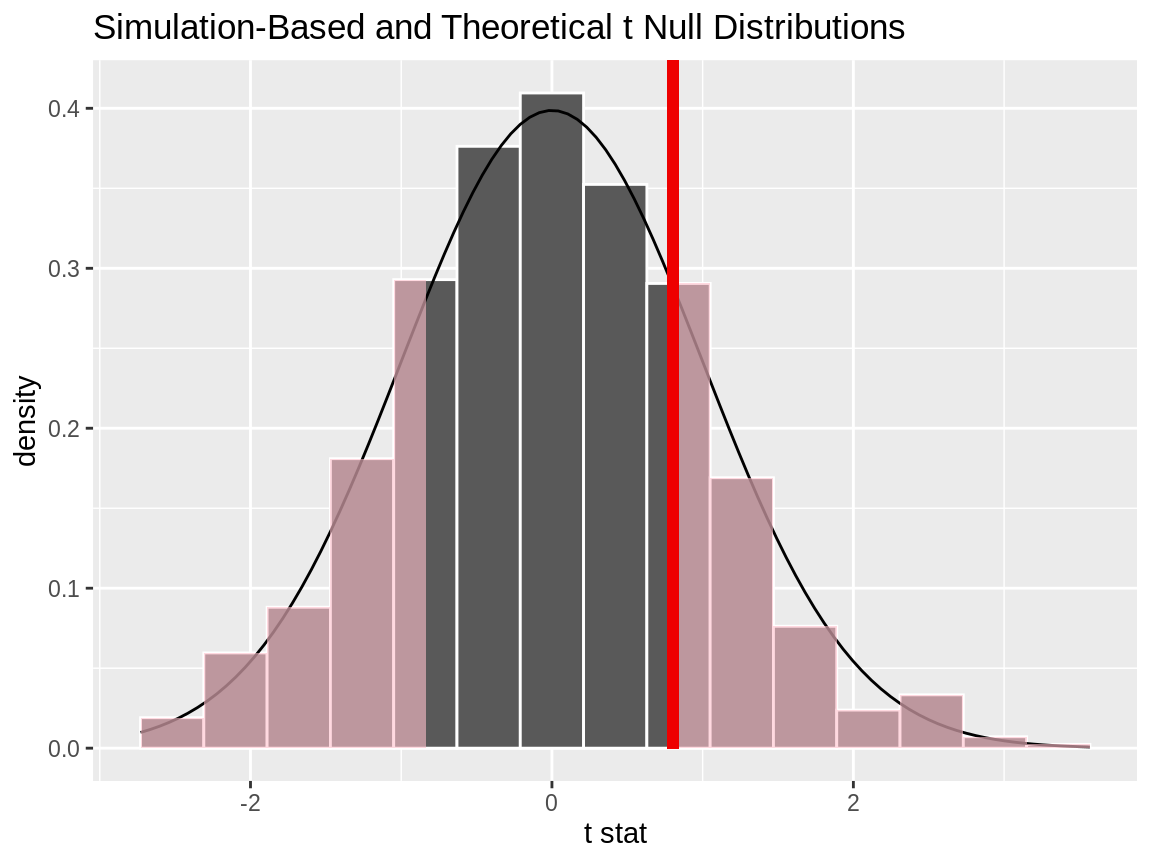 Simulation-Based and Theoretical t Null Distributions
0.4
0.3
0.2
0.1
0.0
density
-2 0 2
t stat